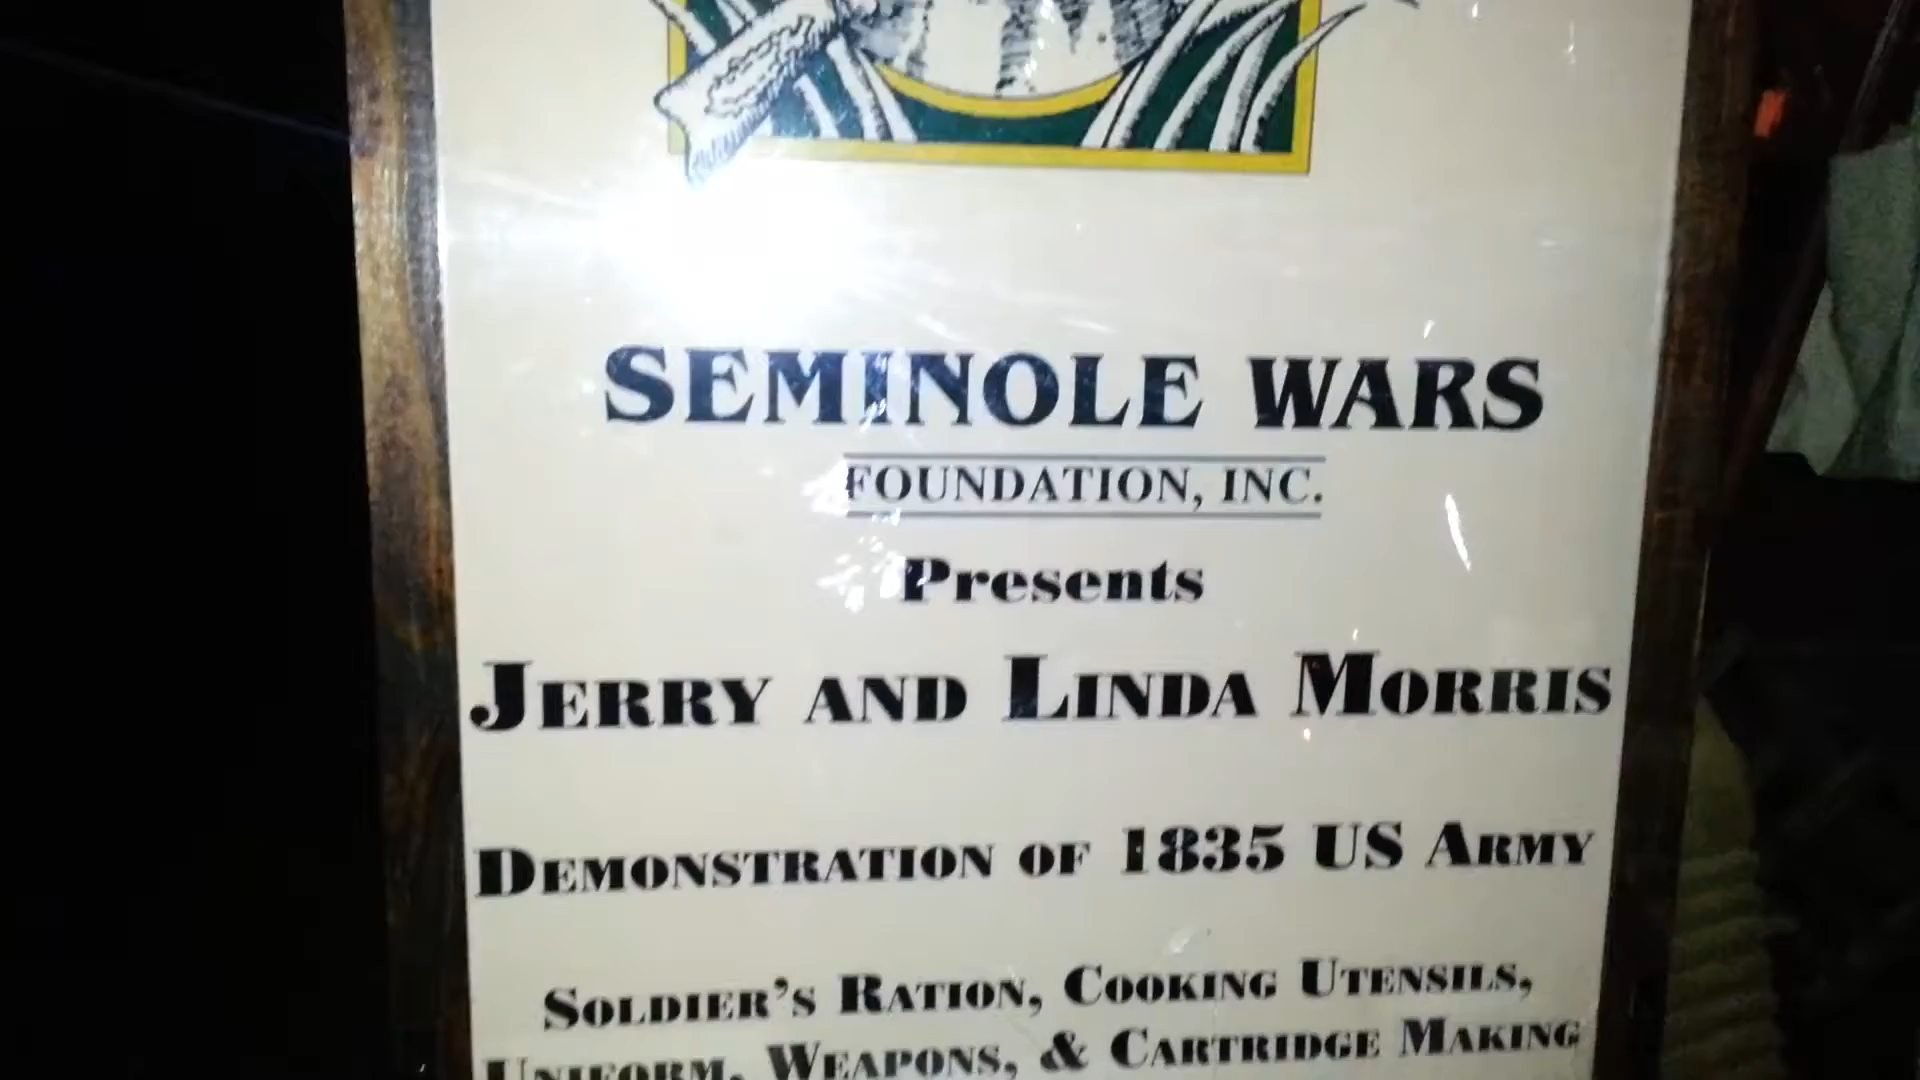 SEMINOLE WARS
FOUNDATION, INC.
Presents
JERRY AND LINDA MORRIS
DEMONSTRATION OF 1835 US ARMY
SOLDIER'S RATION, COOKING UTENSILS,
UNIFORM, WEAPONS, & CARTRIDGE MAKING